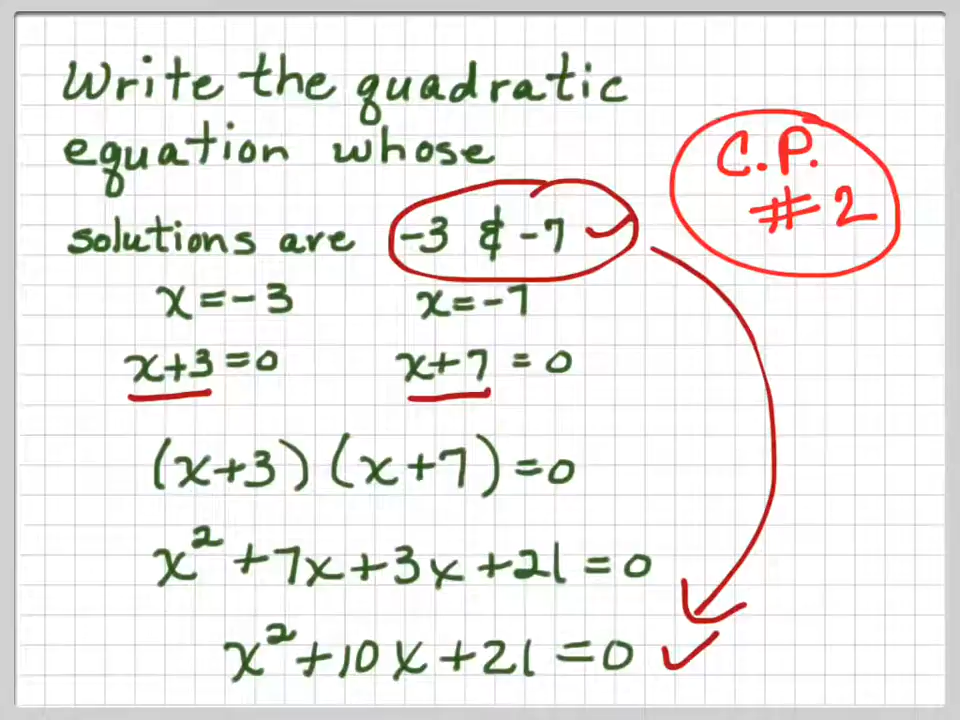 Write the quadratic
equation whose
solutions are -3 & -7
C.P.
#2
x=-3 x=-7
x+3=0 x+7=0
(x+3)(x+7)=0
x²+7x+3x+21=0
x²+10x+21=0